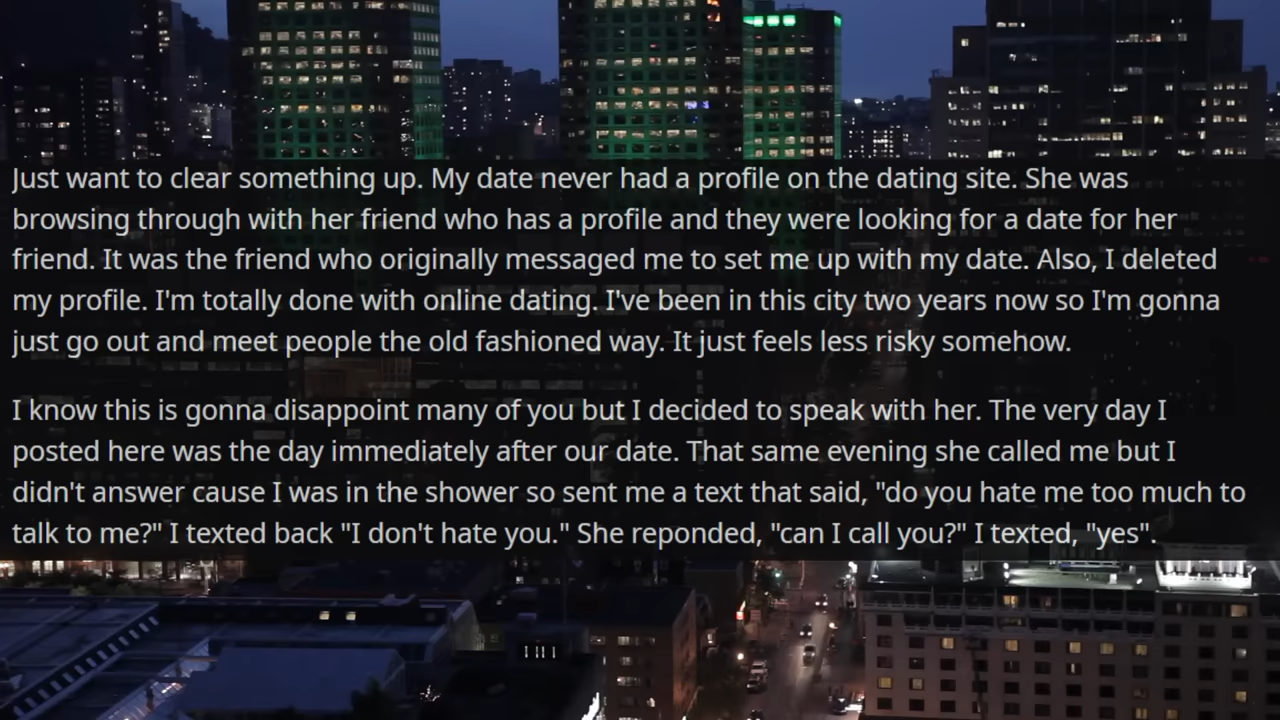 Just want to clear something up. My date never had a profile on the dating site. She was
browsing through with her friend who has a profile and they were looking for a date for her
friend. It was the friend who originally messaged me to set me up with my date. Also, I deleted
my profile. I'm totally done with online dating. I've been in this city two years now so I'm gonna
just go out and meet people the old fashioned way. It just feels less risky somehow.
I know this is gonna disappoint many of you but I decided to speak with her. The very day I
posted here was the day immediately after our date. That same evening she called me but I
didn't answer cause I was in the shower so sent me a text that said, "do you hate me too much to
talk to me?" I texted back "I don't hate you." She reponded, "can I call you?" I texted, "yes".